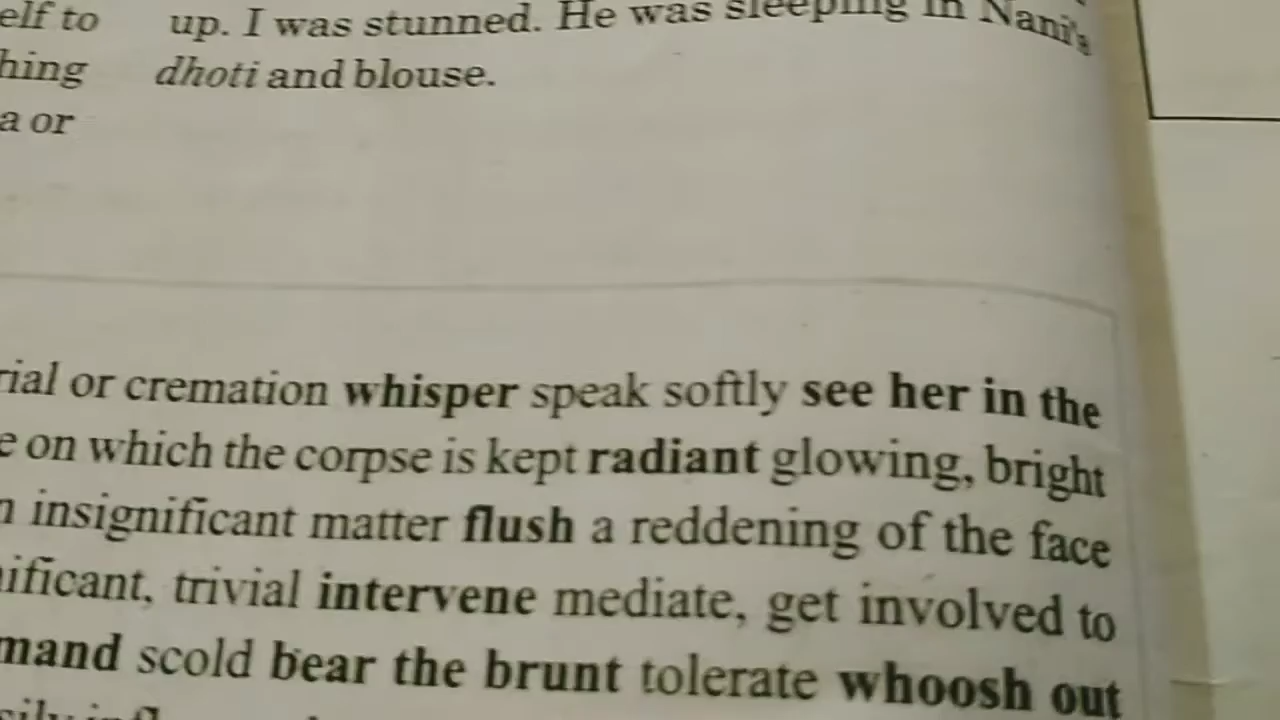 elf to
hing
a or
up. I was stunned. He was sleeping in Nani's
dhoti and blouse.
rial or cremation whisper speak softly see her in the
e on which the corpse is kept radiant glowing, bright
n insignificant matter flush a reddening of the face
nificant, trivial intervene mediate, get involved to
mand scold bear the brunt tolerate whoosh out